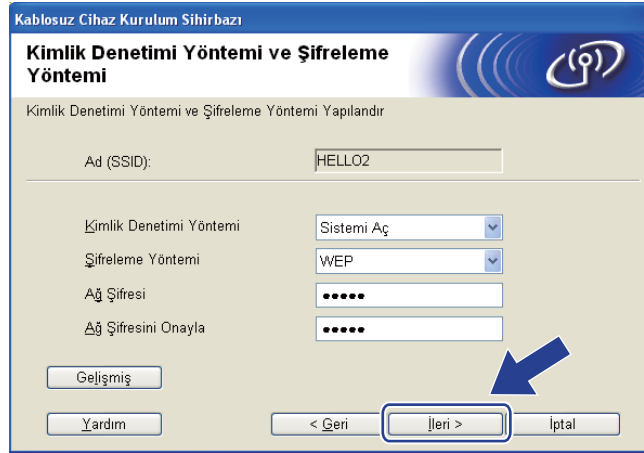 Kablosuz Cihaz Kurulum Sihirbazı
Kimlik Denetimi Yöntemi ve Şifreleme
Yöntemi
Kimlik Denetimi Yöntemi ve Şifreleme Yöntemi Yapılandır
Ad (SSID): HELLO2
Kimlik Denetimi Yöntemi Sistemi Aç
Şifreleme Yöntemi WEP
Ağ Şifresi •••••
Ağ Şifresini Onayla •••••
Gelişmiş
Yardım < Geri İleri > İptal